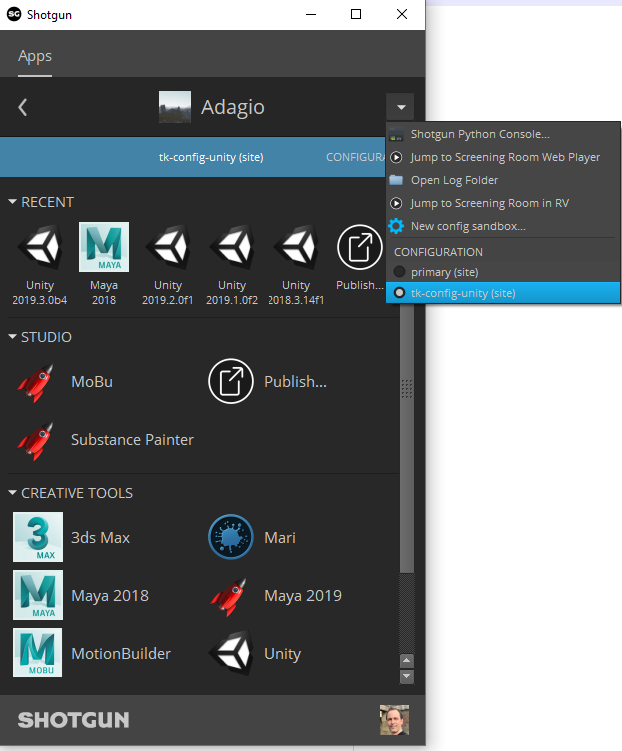 SG Shotgun
Apps
Adagio
tk-config-unity (site)
CONFIGURA
Shotgun Python Console...
Jump to Screening Room Web Player
Open Log Folder
Jump to Screening Room in RV
New config sandbox...
CONFIGURATION
primary (site)
tk-config-unity (site)
RECENT
MAYA
Unity
2019.3.0b4
Maya
2018
Unity
2019.2.0f1
Unity
2019.1.0f2
Unity
2018.3.14f1
Publish...
STUDIO
MoBu
Publish...
Substance Painter
CREATIVE TOOLS
3
MAX
3ds Max
Mari
MAYA
Maya 2018
Maya 2019
MOBU
MotionBuilder
Unity
SHOTGUN